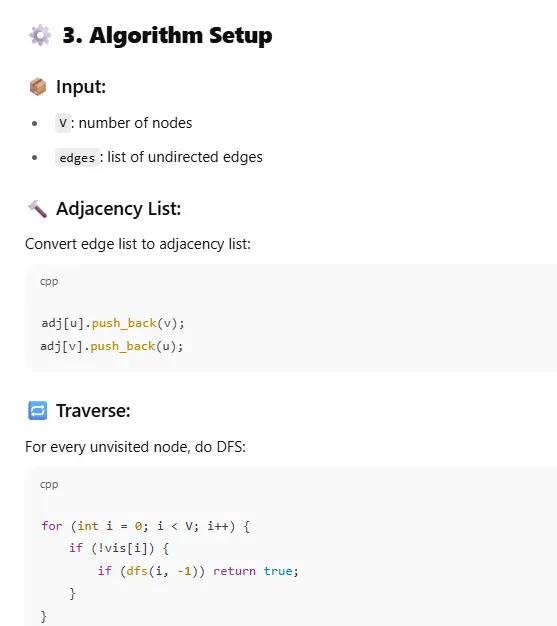 ⚙️ 3. Algorithm Setup
📦 Input:
• V: number of nodes
• edges: list of undirected edges
🔨 Adjacency List:
Convert edge list to adjacency list:
cpp
adj[u].push_back(v);
adj[v].push_back(u);
🔁 Traverse:
For every unvisited node, do DFS:
cpp
for (int i = 0; i < V; i++) {
    if (!vis[i]) {
        if (dfs(i, -1)) return true;
    }
}